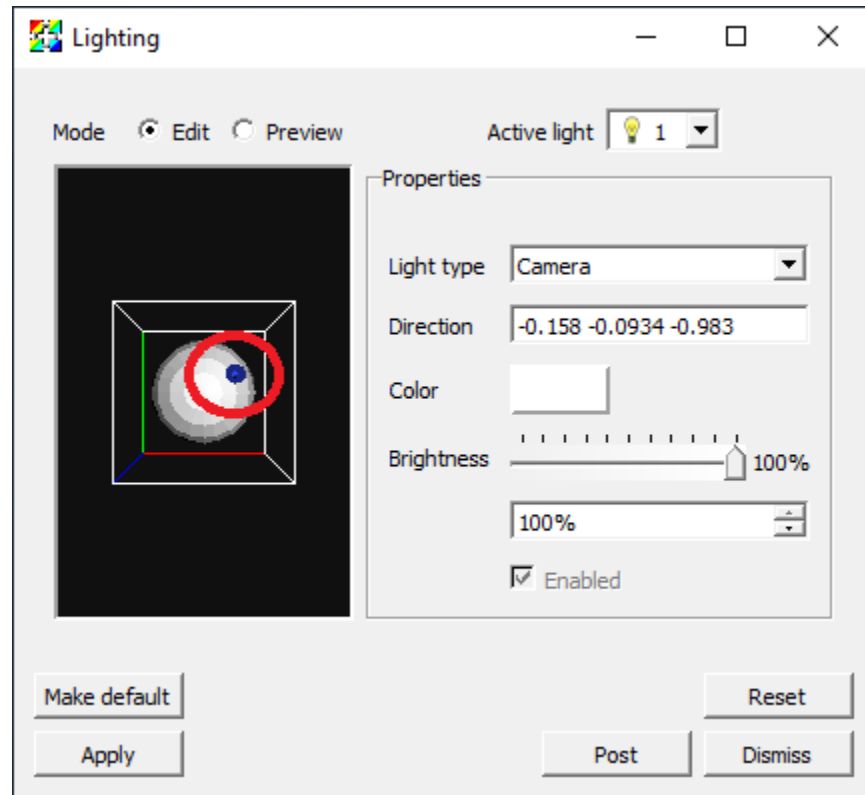 Lighting
Mode Edit Preview Active light 1
Properties
Light type Camera
Direction -0.158 -0.0934 -0.983
Color
Brightness 100%
100%
Enabled
Make default Reset
Apply Post Dismiss